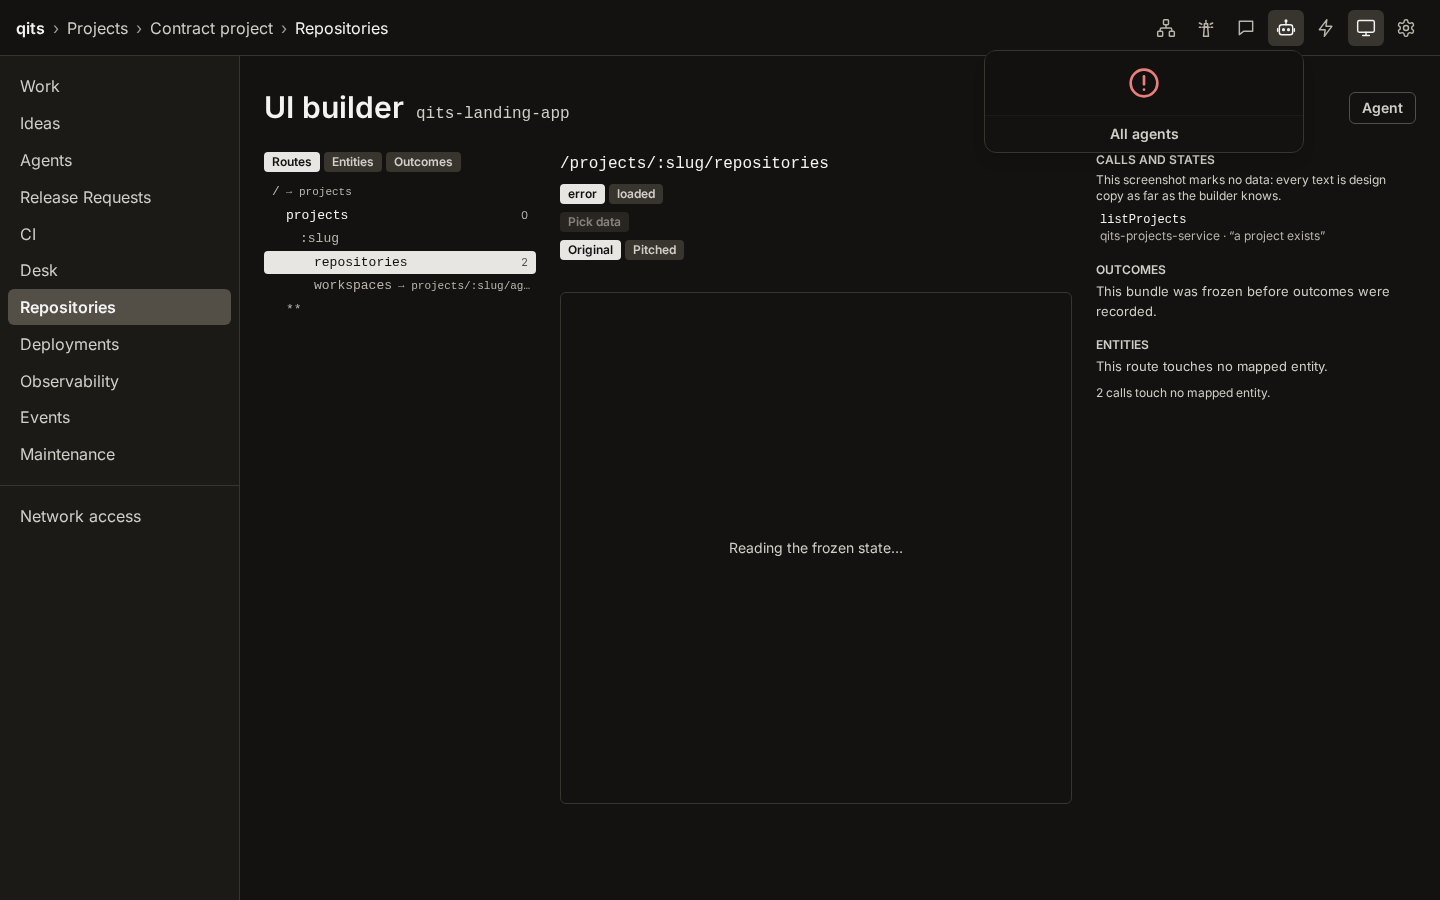 qits › Projects › Contract project › Repositories
Work
Ideas
Agents
Release Requests
CI
Desk
Repositories
Deployments
Observability
Events
Maintenance
Network access
All agents
UI builder qits-landing-app
Agent
Routes Entities Outcomes
/ → projects
projects 0
:slug
repositories 2
workspaces → projects/:slug/ag…
**
/projects/:slug/repositories
error loaded
Pick data
Original Pitched
Reading the frozen state…
CALLS AND STATES
This screenshot marks no data: every text is design
copy as far as the builder knows.
listProjects
qits-projects-service · “a project exists”
OUTCOMES
This bundle was frozen before outcomes were
recorded.
ENTITIES
This route touches no mapped entity.
2 calls touch no mapped entity.